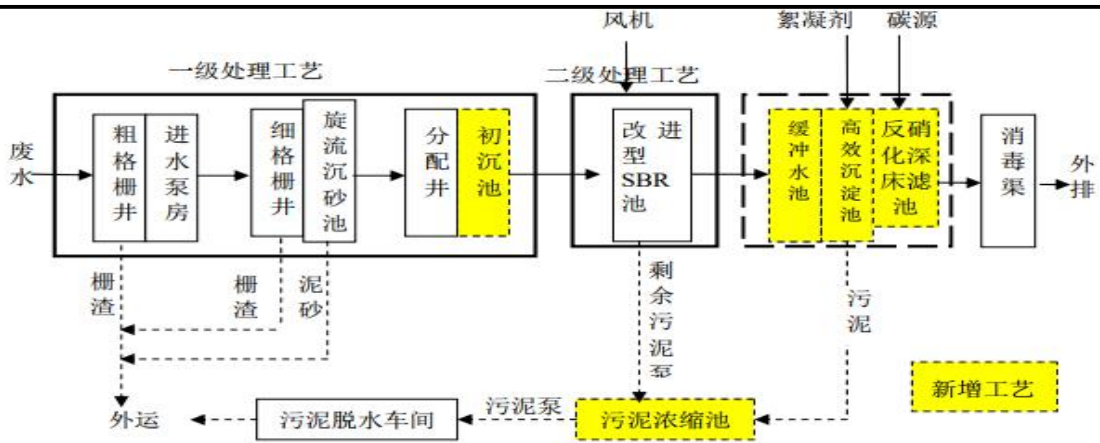 风机
絮凝剂
碳源
一级处理工艺
二级处理工艺
废水
粗格栅井
进水泵房
细格栅井
旋流沉砂池
分配井
初沉池
改进型SBR池
缓冲水池
高效沉淀池
反硝化深床滤池
消毒渠
外排
栅渣
栅渣
泥砂
剩余污泥泵
污泥
新增工艺
外运
污泥脱水车间
污泥泵
污泥浓缩池